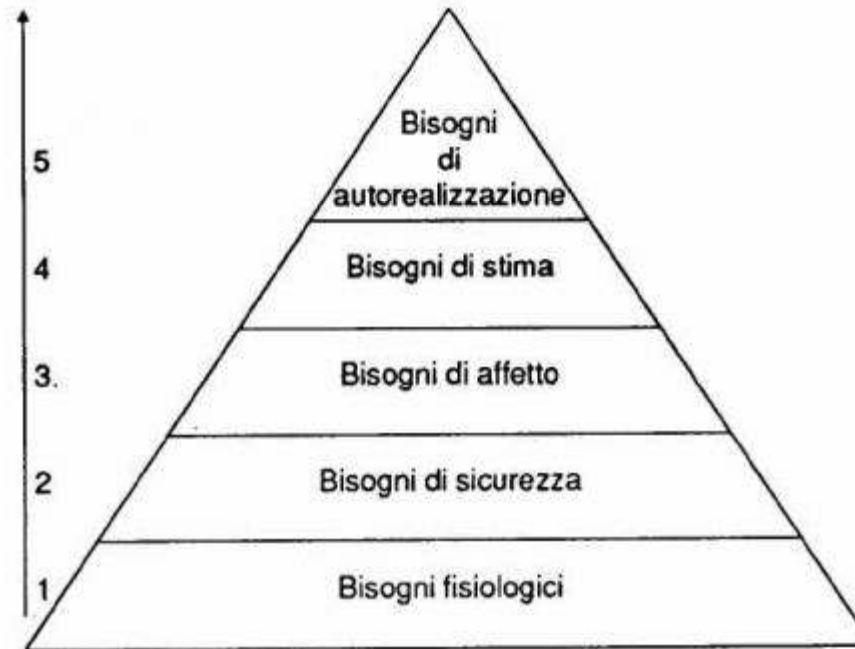 5
Bisogni
di
autorealizzazione
4
Bisogni di stima
3.
Bisogni di affetto
2
Bisogni di sicurezza
1
Bisogni fisiologici